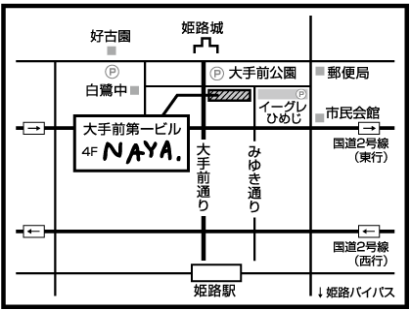 姫路城
好古園
Ⓟ
Ⓟ 大手前公園
郵便局
白鷺中
Ⓟ
イーグレ
ひめじ
市民会館
大手前第一ビル
4F NAYA.
国道2号線
(東行)
大手前通り
みゆき通り
国道2号線
(西行)
姫路駅
↓姫路バイパス